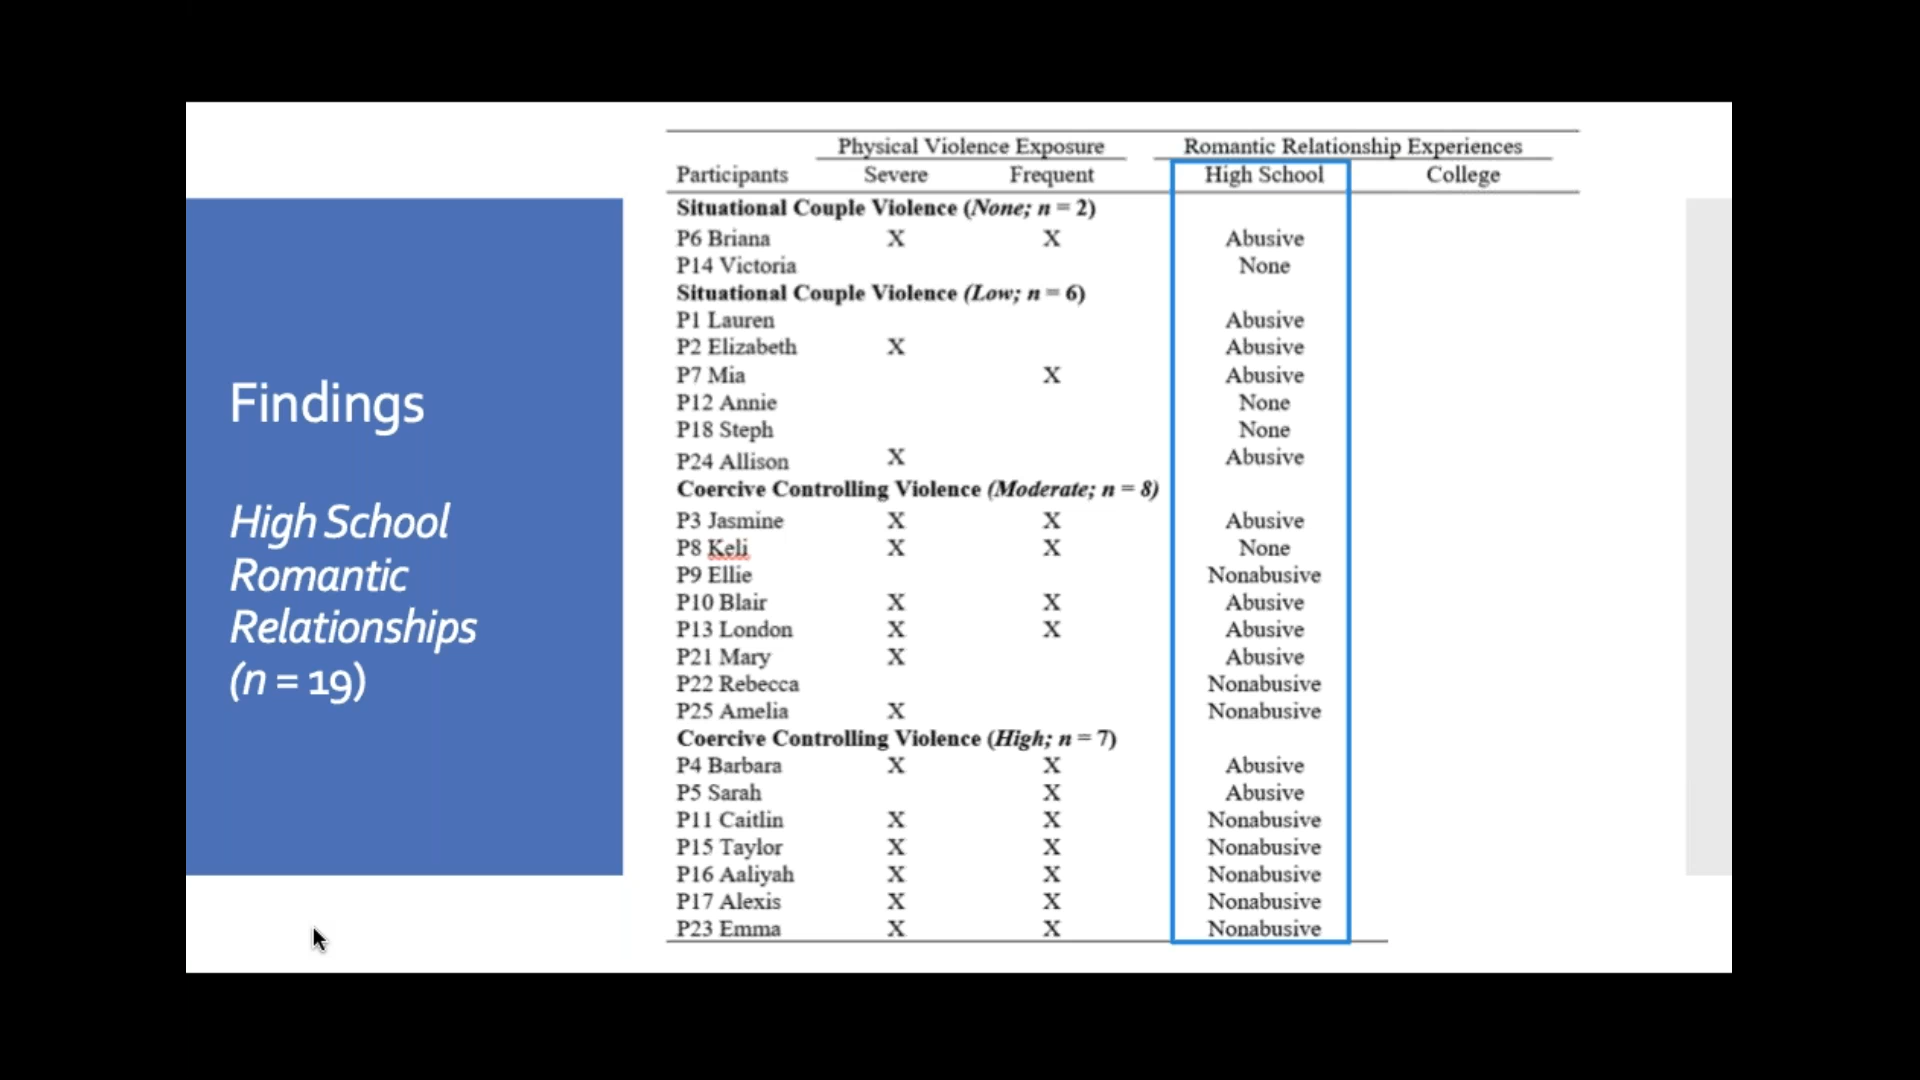 Findings
High School
Romantic
Relationships
(n = 19)
Physical Violence Exposure Romantic Relationship Experiences
Participants Severe Frequent High School College
Situational Couple Violence (None; n = 2)
P6 Briana X X Abusive
P14 Victoria None
Situational Couple Violence (Low; n = 6)
P1 Lauren Abusive
P2 Elizabeth X Abusive
P7 Mia X Abusive
P12 Annie None
P18 Steph None
P24 Allison X Abusive
Coercive Controlling Violence (Moderate; n = 8)
P3 Jasmine X X Abusive
P8 Keli X X None
P9 Ellie Nonabusive
P10 Blair X X Abusive
P13 London X X Abusive
P21 Mary X Abusive
P22 Rebecca Nonabusive
P25 Amelia X Nonabusive
Coercive Controlling Violence (High; n = 7)
P4 Barbara X X Abusive
P5 Sarah X Abusive
P11 Caitlin X X Nonabusive
P15 Taylor X X Nonabusive
P16 Aaliyah X X Nonabusive
P17 Alexis X X Nonabusive
P23 Emma X X Nonabusive